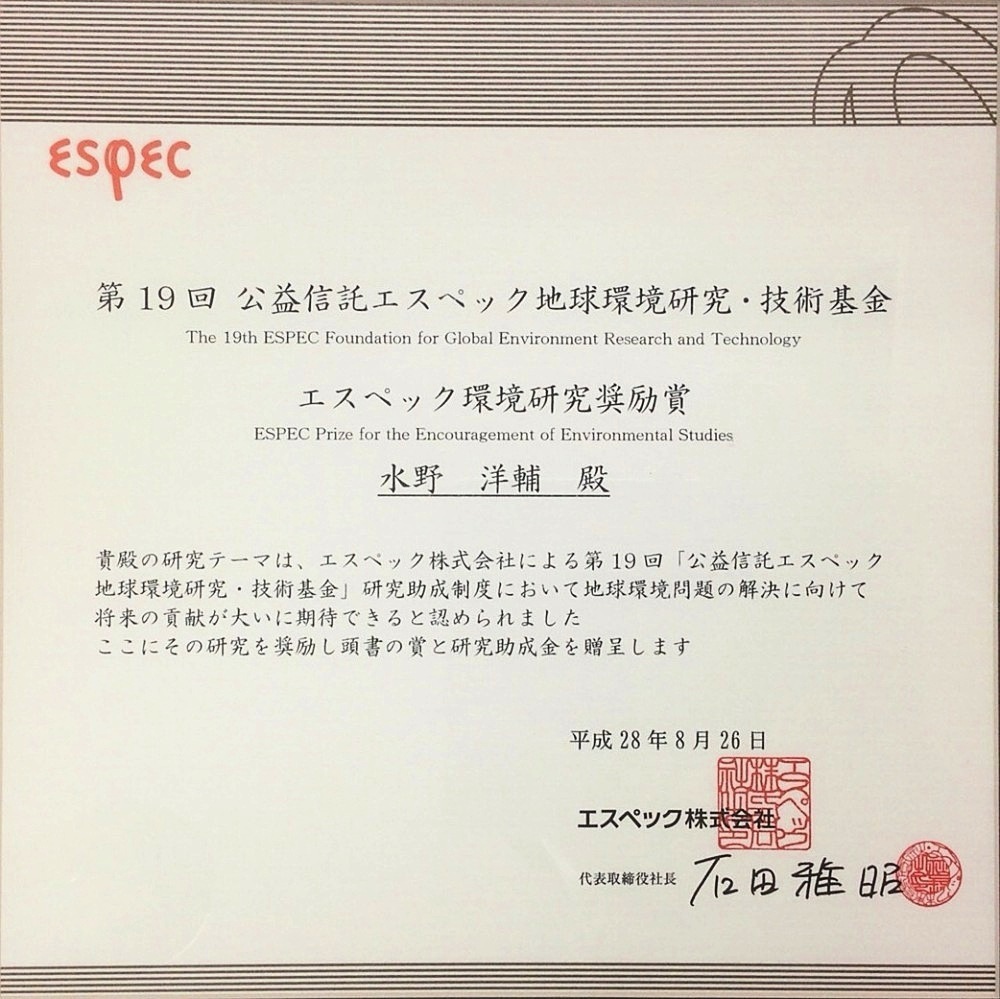 ESPEC
第19回 公益信託エスペック地球環境研究・技術基金
The 19th ESPEC Foundation for Global Environment Research and Technology
エスペック環境研究奨励賞
ESPEC Prize for the Encouragement of Environmental Studies
水野 洋輔 殿
貴殿の研究テーマは、エスペック株式会社による第19回「公益信託エスペック
地球環境研究・技術基金」研究助成制度において地球環境問題の解決に向けて
将来の貢献が大いに期待できると認められました
ここにその研究を奨励し頭書の賞と研究助成金を贈呈します
平成28年8月26日
エスペック株式会社
代表取締役社長 石田雅昭